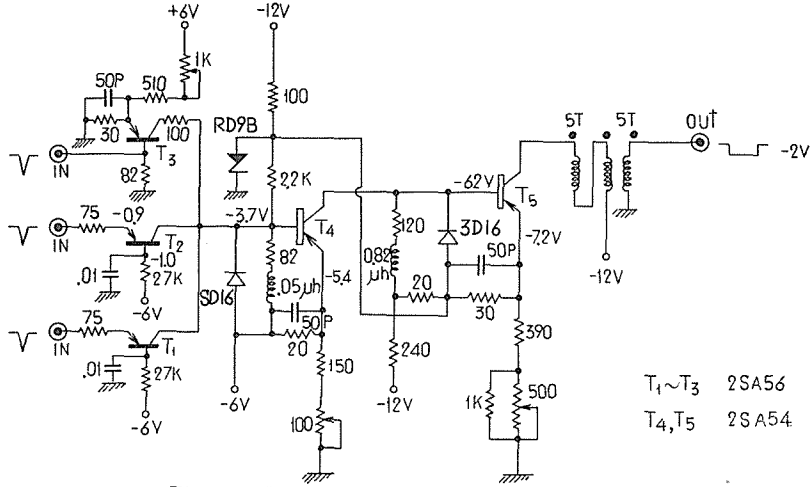 +6V
-12V
1K
50P
510
30
100
100
RD9B
T3
IN
82
2.2K
5T
5T
OUT
-2V
-62V
T5
75
-0.9
-3.7V
T4
120
3D16
IN
T2
82
0.82
μh
50P
-7.2V
.01
-1.0
27K
SD16
.05μh
-5.4
-12V
-6V
50P
20
30
20
390
75
IN
T1
150
240
.01
27K
-6V
-12V
1K
500
100
-6V
T1~T3 2SA56
T4,T5 2SA54